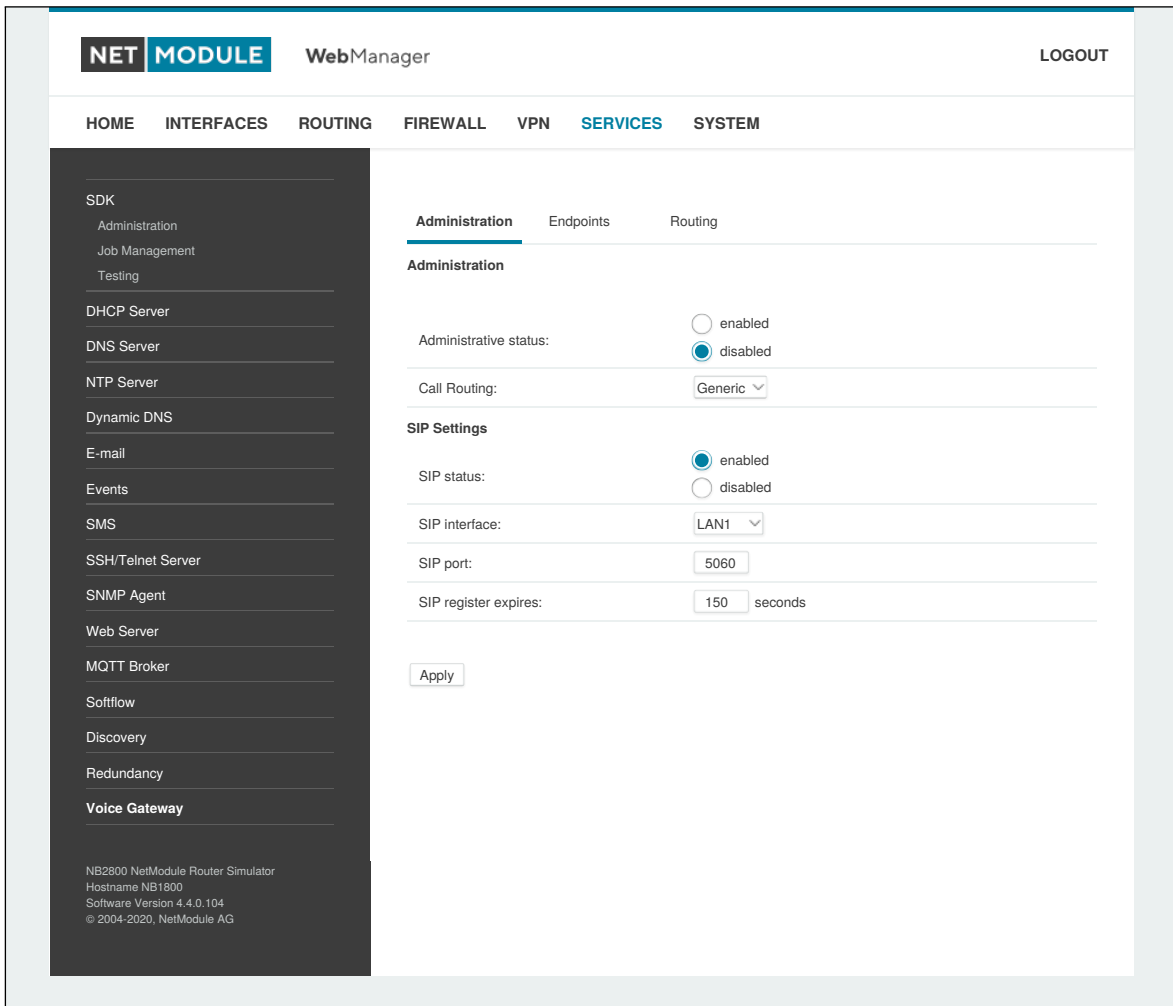 NET MODULE WebManager LOGOUT
HOME INTERFACES ROUTING FIREWALL VPN SERVICES SYSTEM
SDK
Administration
Job Management
Testing
DHCP Server
DNS Server
NTP Server
Dynamic DNS
E-mail
Events
SMS
SSH/Telnet Server
SNMP Agent
Web Server
MQTT Broker
Softflow
Discovery
Redundancy
Voice Gateway
NB2800 NetModule Router Simulator
Hostname NB1800
Software Version 4.4.0.104
© 2004-2020, NetModule AG
Administration Endpoints Routing
Administration
Administrative status:
enabled
disabled
Call Routing: Generic
SIP Settings
SIP status:
enabled
disabled
SIP interface: LAN1
SIP port: 5060
SIP register expires: 150 seconds
Apply